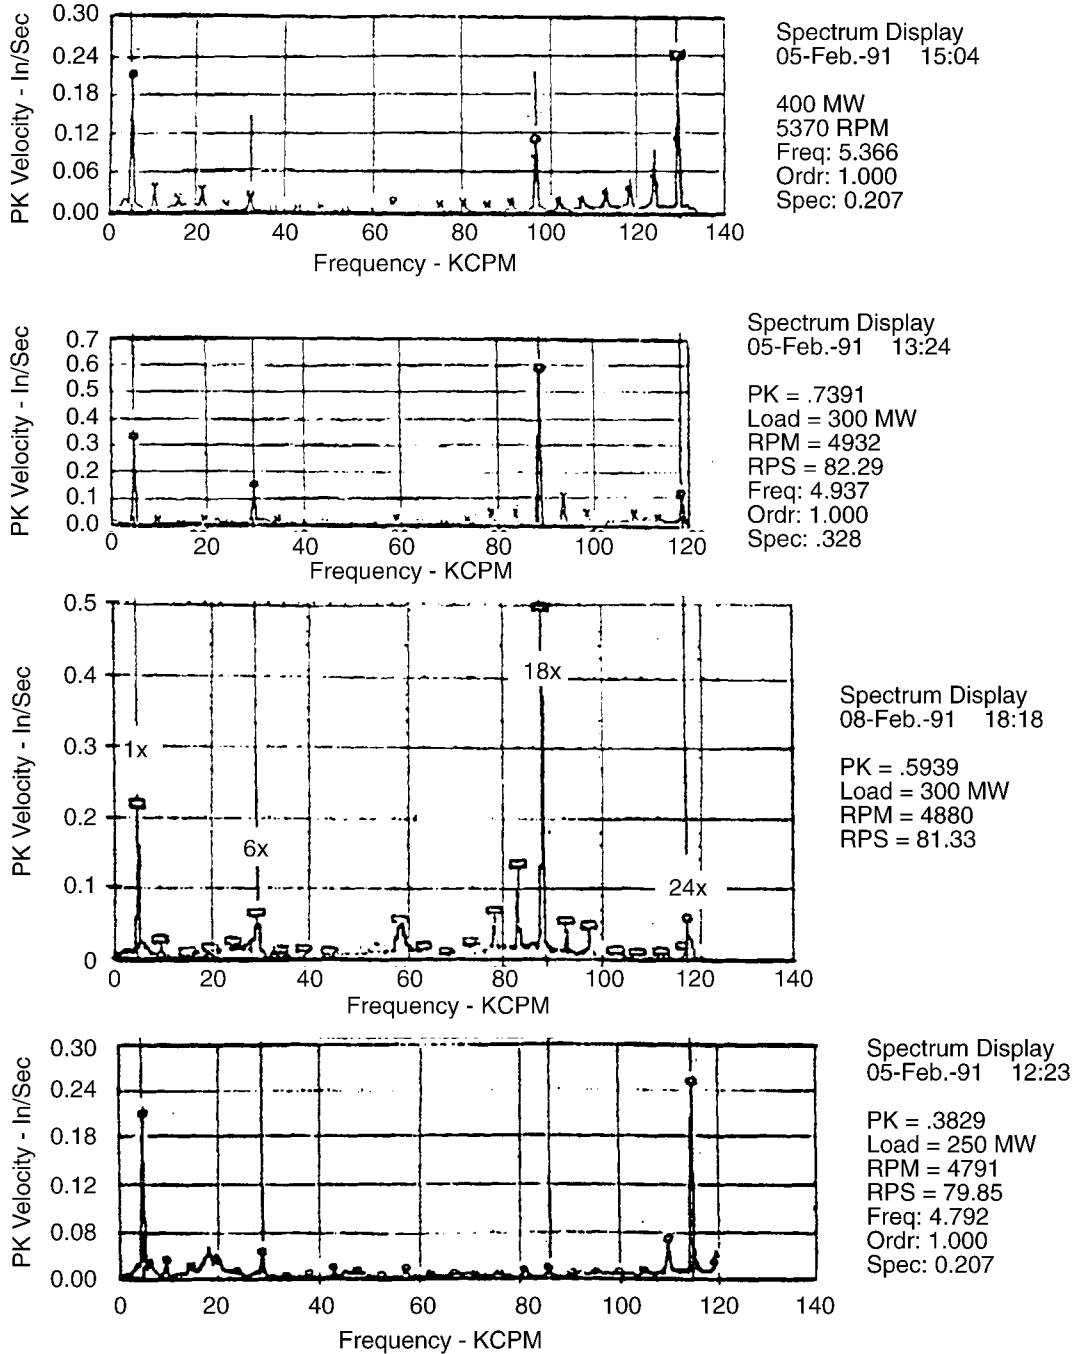 PK Velocity - In/Sec
0.30
0.24
0.18
0.12
0.06
0.00
0 20 40 60 80 100 120 140
Frequency - KCPM
Spectrum Display
05-Feb.-91 15:04
400 MW
5370 RPM
Freq: 5.366
Ordr: 1.000
Spec: 0.207
PK Velocity - In/Sec
0.7
0.6
0.5
0.4
0.3
0.2
0.1
0.0
0 20 40 60 80 100 120
Frequency - KCPM
Spectrum Display
05-Feb.-91 13:24
PK = .7391
Load = 300 MW
RPM = 4932
RPS = 82.29
Freq: 4.937
Ordr: 1.000
Spec: .328
PK Velocity - In/Sec
0.5
0.4
0.3
0.2
0.1
0
1x
6x
18x
24x
0 20 40 60 80 100 120 140
Frequency - KCPM
Spectrum Display
08-Feb.-91 18:18
PK = .5939
Load = 300 MW
RPM = 4880
RPS = 81.33
PK Velocity - In/Sec
0.30
0.24
0.18
0.12
0.08
0.00
0 20 40 60 80 100 120 140
Frequency - KCPM
Spectrum Display
05-Feb.-91 12:23
PK = .3829
Load = 250 MW
RPM = 4791
RPS = 79.85
Freq: 4.792
Ordr: 1.000
Spec: 0.207